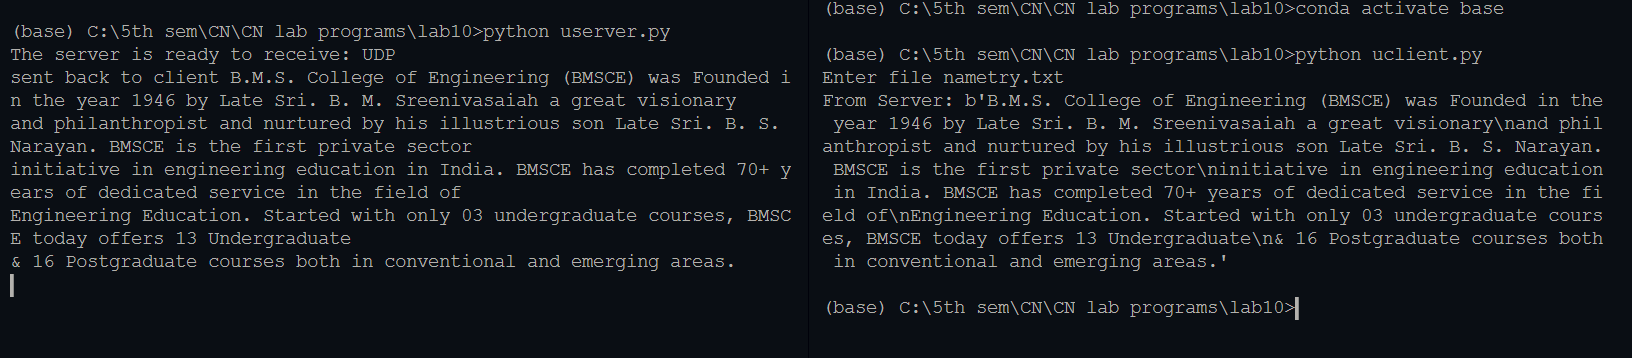 (base) C:\5th sem\CN\CN lab programs\lab10>python userver.py
The server is ready to receive: UDP
sent back to client B.M.S. College of Engineering (BMSCE) was Founded i
n the year 1946 by Late Sri. B. M. Sreenivasaiah a great visionary
and philanthropist and nurtured by his illustrious son Late Sri. B. S.
Narayan. BMSCE is the first private sector
initiative in engineering education in India. BMSCE has completed 70+ y
ears of dedicated service in the field of
Engineering Education. Started with only 03 undergraduate courses, BMSC
E today offers 13 Undergraduate
& 16 Postgraduate courses both in conventional and emerging areas.
(base) C:\5th sem\CN\CN lab programs\lab10>conda activate base
(base) C:\5th sem\CN\CN lab programs\lab10>python uclient.py
Enter file nametry.txt
From Server: b'B.M.S. College of Engineering (BMSCE) was Founded in the
 year 1946 by Late Sri. B. M. Sreenivasaiah a great visionary\nand phil
anthropist and nurtured by his illustrious son Late Sri. B. S. Narayan.
 BMSCE is the first private sector\ninitiative in engineering education
 in India. BMSCE has completed 70+ years of dedicated service in the fi
eld of\nEngineering Education. Started with only 03 undergraduate cours
es, BMSCE today offers 13 Undergraduate\n& 16 Postgraduate courses both
 in conventional and emerging areas.'
(base) C:\5th sem\CN\CN lab programs\lab10>